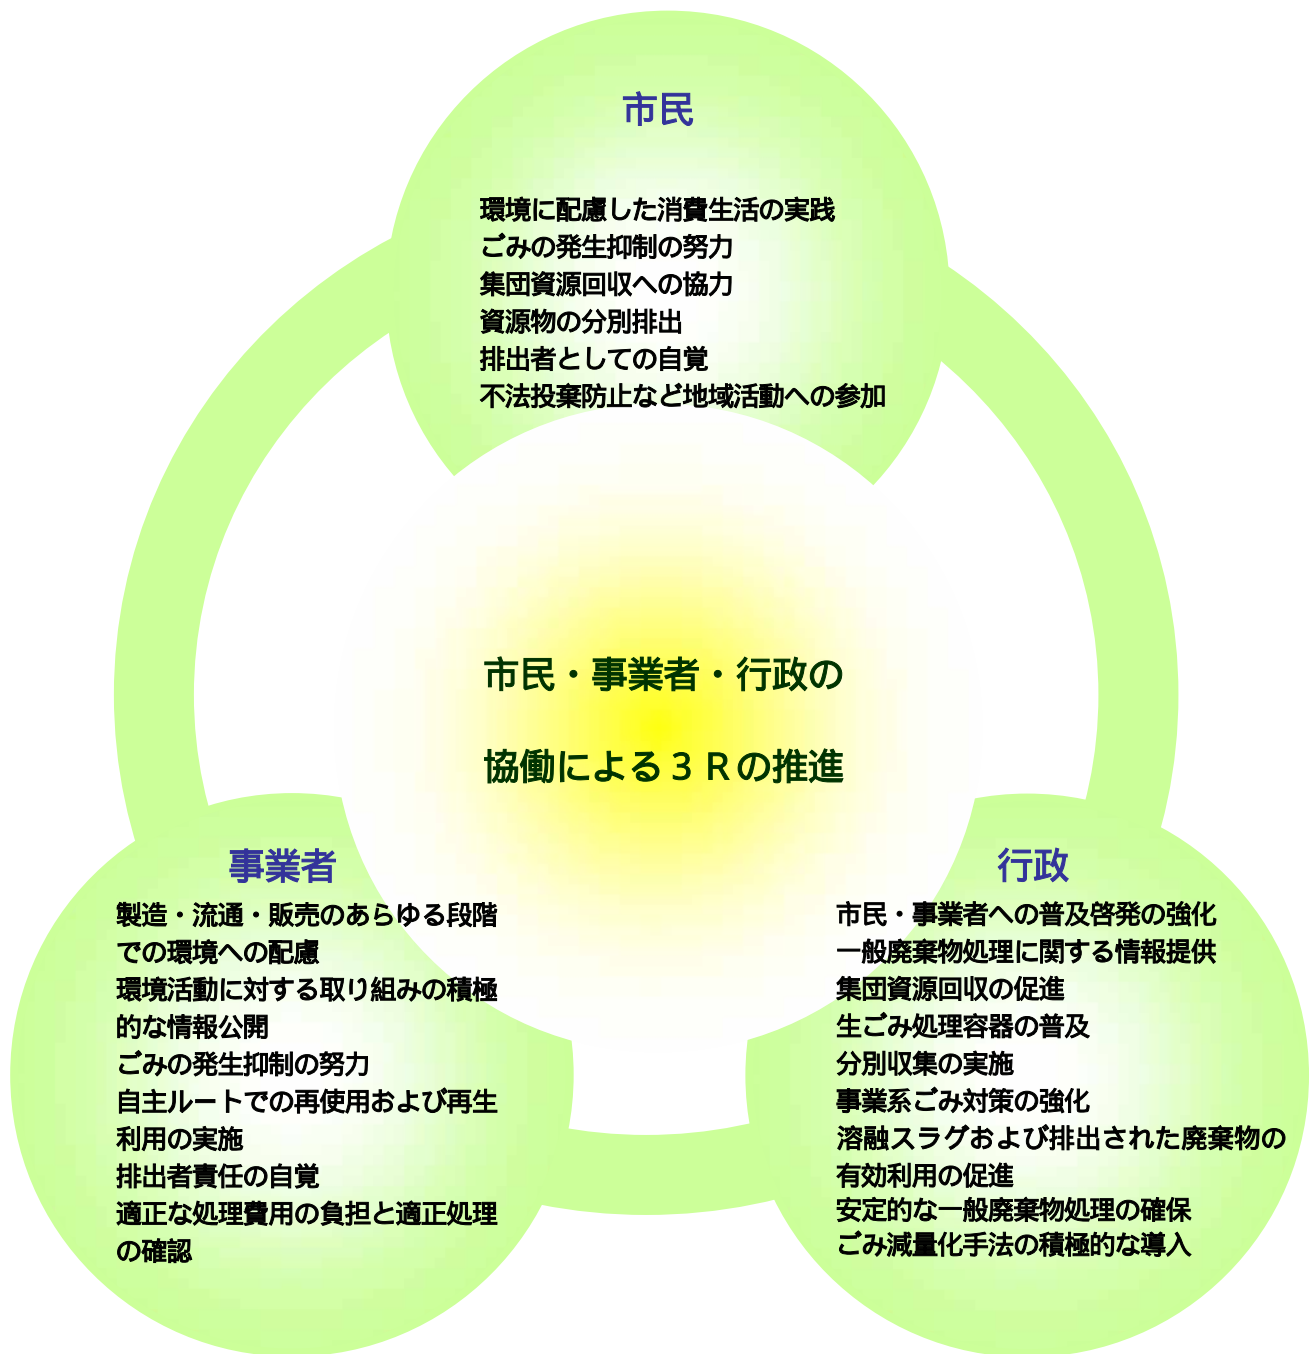 市民
環境に配慮した消費生活の実践
ごみの発生抑制の努力
集団資源回収への協力
資源物の分別排出
排出者としての自覚
不法投棄防止など地域活動への参加
市民・事業者・行政の
協働による３Ｒの推進
事業者
製造・流通・販売のあらゆる段階
での環境への配慮
環境活動に対する取り組みの積極
的な情報公開
ごみの発生抑制の努力
自主ルートでの再使用および再生
利用の実施
排出者責任の自覚
適正な処理費用の負担と適正処理
の確認
行政
市民・事業者への普及啓発の強化
一般廃棄物処理に関する情報提供
集団資源回収の促進
生ごみ処理容器の普及
分別収集の実施
事業系ごみ対策の強化
溶融スラグおよび排出された廃棄物の
有効利用の促進
安定的な一般廃棄物処理の確保
ごみ減量化手法の積極的な導入